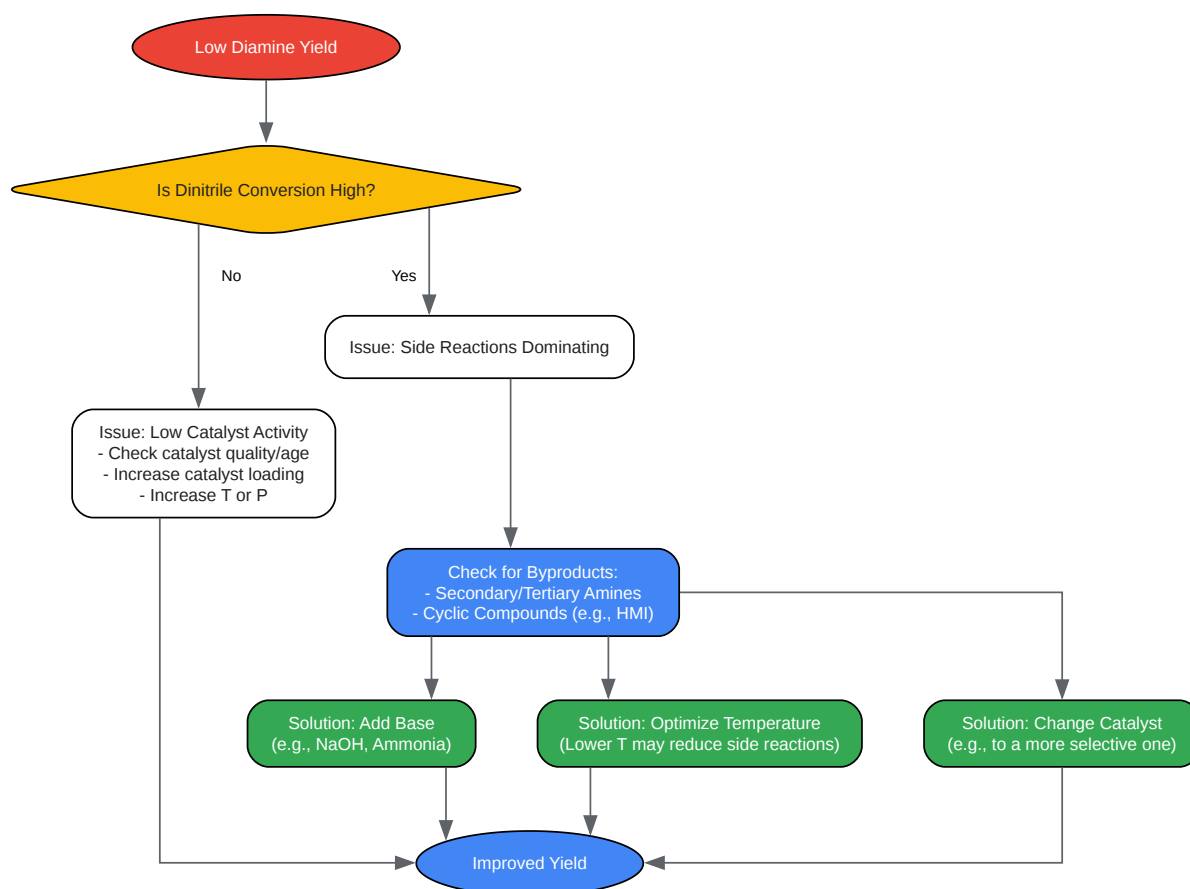 Low Diamine Yield
Is Dinitrile Conversion High?
No
Yes
Issue: Side Reactions Dominating
Issue: Low Catalyst Activity
- Check catalyst quality/age
- Increase catalyst loading
- Increase T or P
Check for Byproducts:
- Secondary/Tertiary Amines
- Cyclic Compounds (e.g., HMI)
Solution: Add Base
(e.g., NaOH, Ammonia)
Solution: Optimize Temperature
(Lower T may reduce side reactions)
Solution: Change Catalyst
(e.g., to a more selective one)
Improved Yield